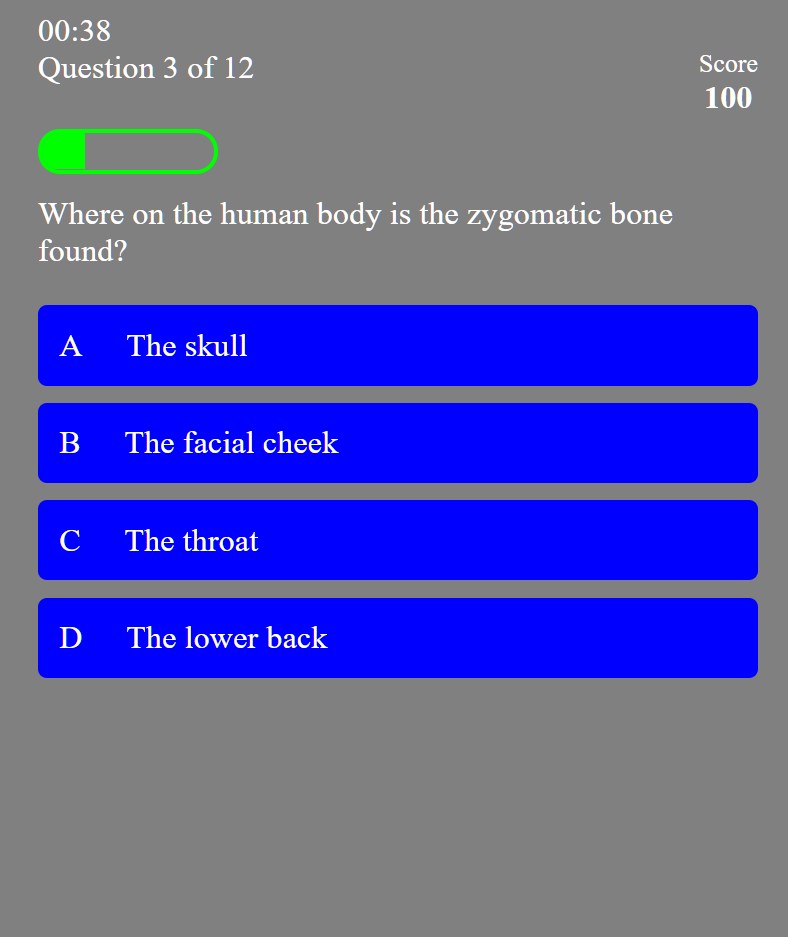 00:38
Question 3 of 12
Score
100
Where on the human body is the zygomatic bone
found?
A The skull
B The facial cheek
C The throat
D The lower back